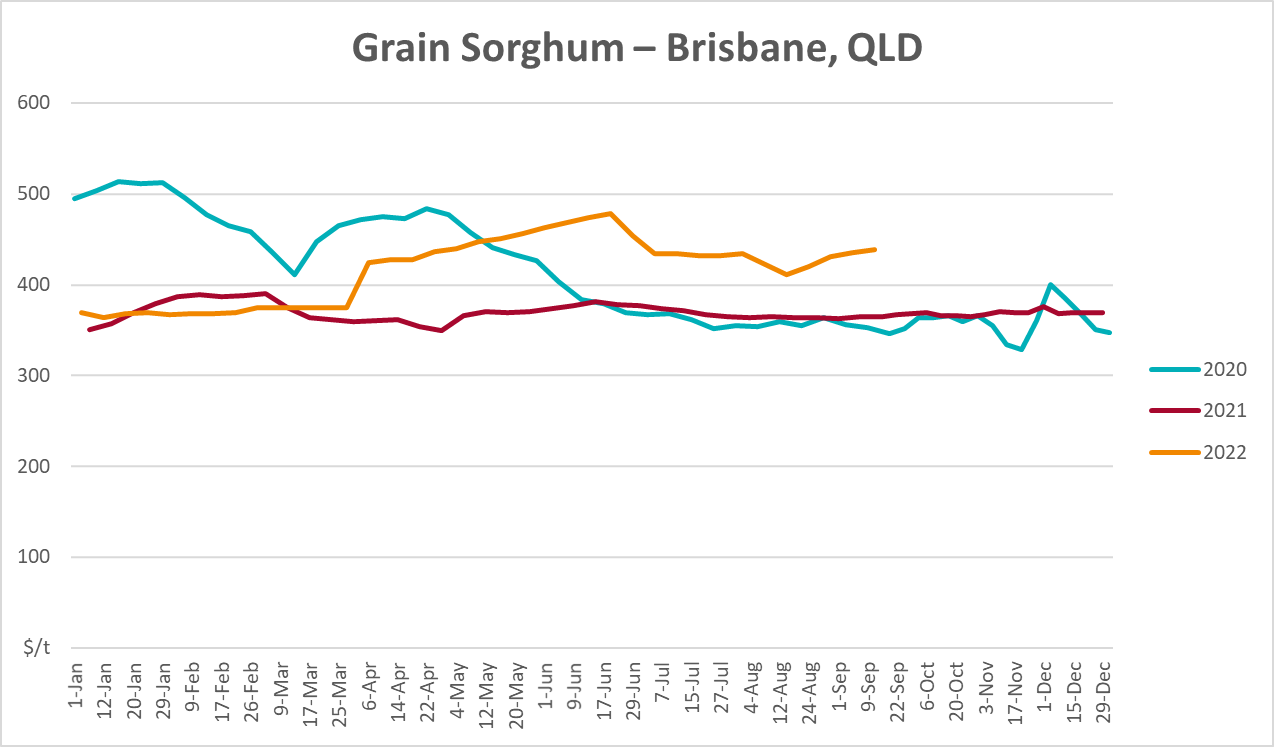 Grain Sorghum – Brisbane, QLD
600
500
400
300
200
100
$/t
1-Jan
12-Jan
20-Jan
29-Jan
9-Feb
17-Feb
26-Feb
9-Mar
17-Mar
25-Mar
6-Apr
14-Apr
22-Apr
4-May
12-May
20-May
1-Jun
9-Jun
17-Jun
29-Jun
7-Jul
15-Jul
27-Jul
4-Aug
12-Aug
24-Aug
1-Sep
9-Sep
22-Sep
6-Oct
20-Oct
3-Nov
17-Nov
1-Dec
15-Dec
29-Dec
2020
2021
2022